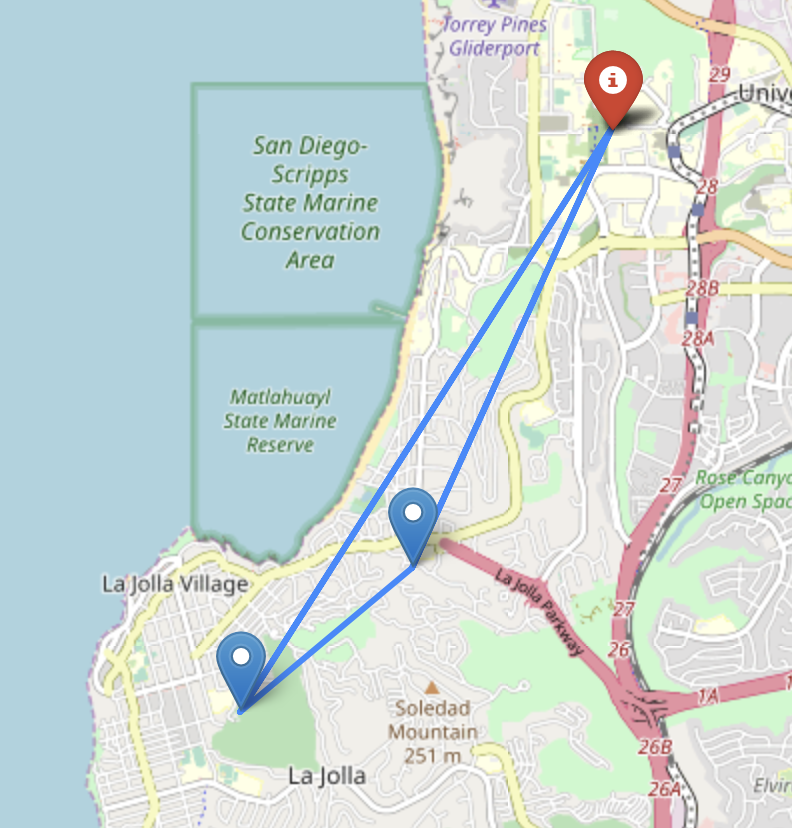 Torrey Pines
Gliderport
29
Unive
San Diego-
Scripps
State Marine
Conservation
Area
28
28B
28A
Matlahuayl
State Marine
Reserve
27
Rose Canyo
Open Spac
La Jolla Village
La Jolla Parkway
27
26
1A
1
Soledad
Mountain
251 m
26B
La Jolla
26A
Elvir